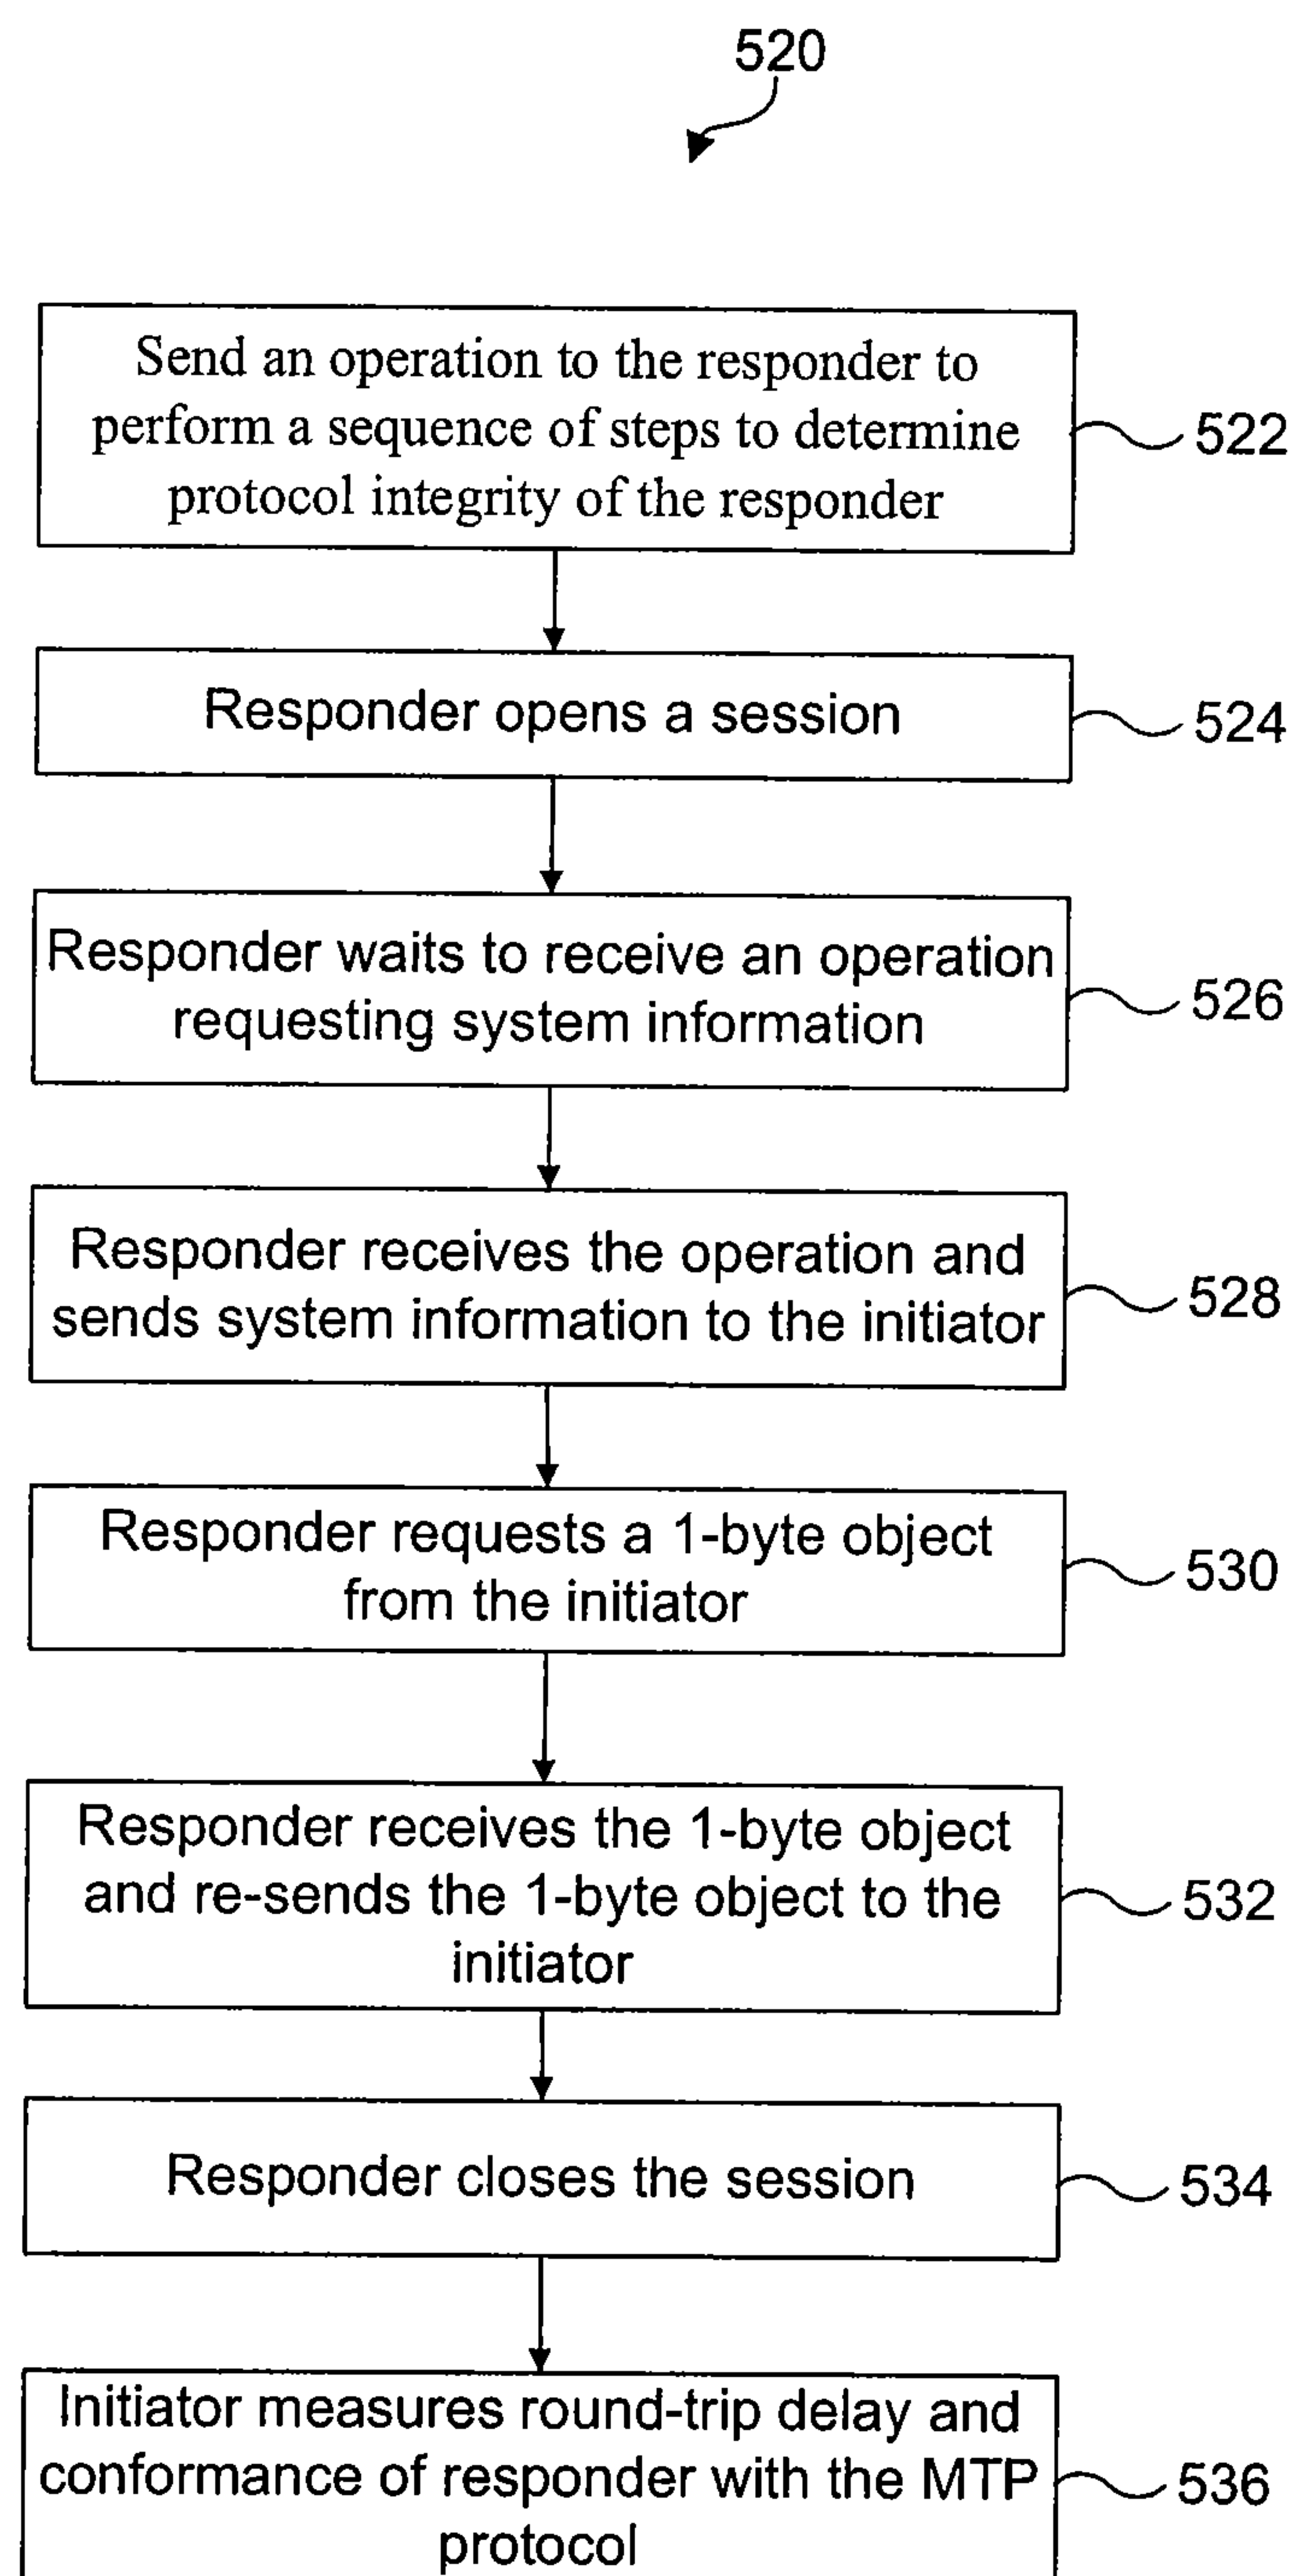 520
Send an operation to the responder to
perform a sequence of steps to determine
protocol integrity of the responder
522
Responder opens a session
524
Responder waits to receive an operation
requesting system information
526
Responder receives the operation and
sends system information to the initiator
528
Responder requests a 1-byte object
from the initiator
530
Responder receives the 1-byte object
and re-sends the 1-byte object to the
initiator
532
Responder closes the session
534
Initiator measures round-trip delay and
conformance of responder with the MTP
protocol
536